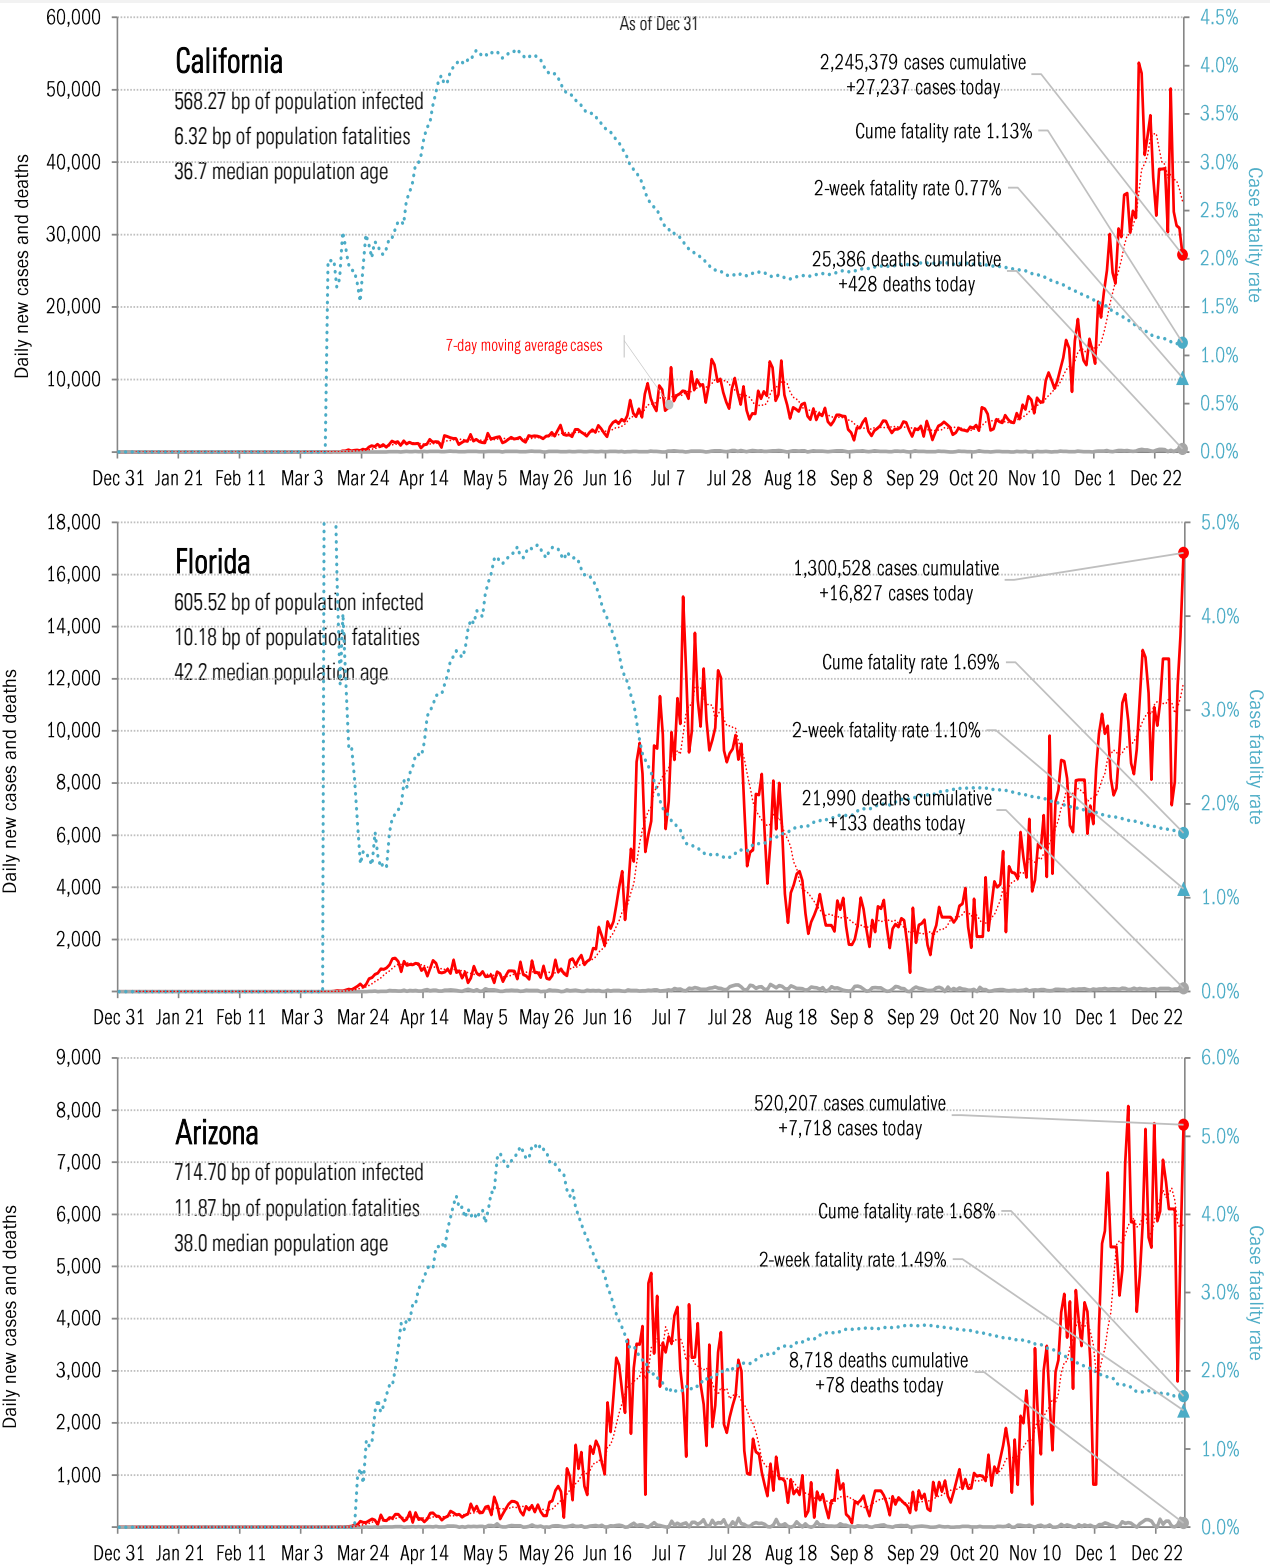 As of Dec 31
California
568.27 bp of population infected
6.32 bp of population fatalities
36.7 median population age
2,245,379 cases cumulative
+27,237 cases today
Cume fatality rate 1.13%
2-week fatality rate 0.77%
25,386 deaths cumulative
+428 deaths today
7-day moving average cases
Daily new cases and deaths
60,000
50,000
40,000
30,000
20,000
10,000
Case fatality rate
4.5%
4.0%
3.5%
3.0%
2.5%
2.0%
1.5%
1.0%
0.5%
0.0%
Dec 31 Jan 21 Feb 11 Mar 3 Mar 24 Apr 14 May 5 May 26 Jun 16 Jul 7 Jul 28 Aug 18 Sep 8 Sep 29 Oct 20 Nov 10 Dec 1 Dec 22
Florida
605.52 bp of population infected
10.18 bp of population fatalities
42.2 median population age
1,300,528 cases cumulative
+16,827 cases today
Cume fatality rate 1.69%
2-week fatality rate 1.10%
21,990 deaths cumulative
+133 deaths today
Daily new cases and deaths
18,000
16,000
14,000
12,000
10,000
8,000
6,000
4,000
2,000
Case fatality rate
5.0%
4.0%
3.0%
2.0%
1.0%
0.0%
Dec 31 Jan 21 Feb 11 Mar 3 Mar 24 Apr 14 May 5 May 26 Jun 16 Jul 7 Jul 28 Aug 18 Sep 8 Sep 29 Oct 20 Nov 10 Dec 1 Dec 22
Arizona
714.70 bp of population infected
11.87 bp of population fatalities
38.0 median population age
520,207 cases cumulative
+7,718 cases today
Cume fatality rate 1.68%
2-week fatality rate 1.49%
8,718 deaths cumulative
+78 deaths today
Daily new cases and deaths
9,000
8,000
7,000
6,000
5,000
4,000
3,000
2,000
1,000
Case fatality rate
6.0%
5.0%
4.0%
3.0%
2.0%
1.0%
0.0%
Dec 31 Jan 21 Feb 11 Mar 3 Mar 24 Apr 14 May 5 May 26 Jun 16 Jul 7 Jul 28 Aug 18 Sep 8 Sep 29 Oct 20 Nov 10 Dec 1 Dec 22